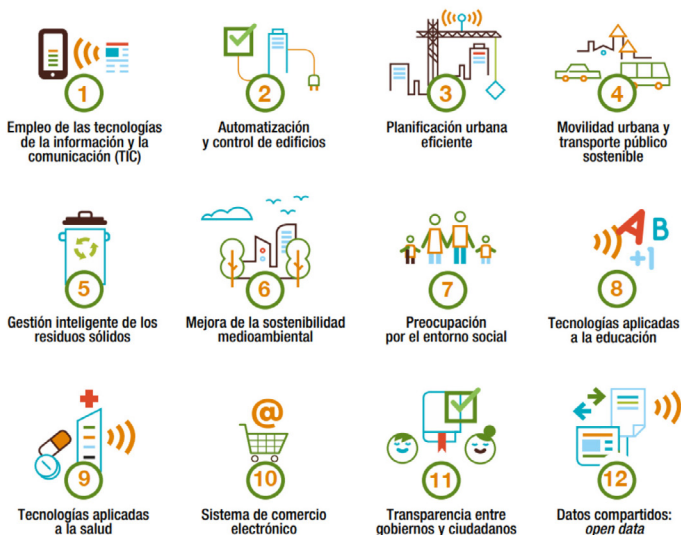 1
Empleo de las tecnologías
de la información y la
comunicación (TIC)
2
Automatización
y control de edificios
3
Planificación urbana
eficiente
4
Movilidad urbana y
transporte público
sostenible
5
Gestión inteligente de los
residuos sólidos
6
Mejora de la sostenibilidad
medioambiental
7
Preocupación
por el entorno social
A B
+1
8
Tecnologías aplicadas
a la educación
9
Tecnologías aplicadas
a la salud
@
10
Sistema de comercio
electrónico
11
Transparencia entre
gobiernos y ciudadanos
12
Datos compartidos:
open data